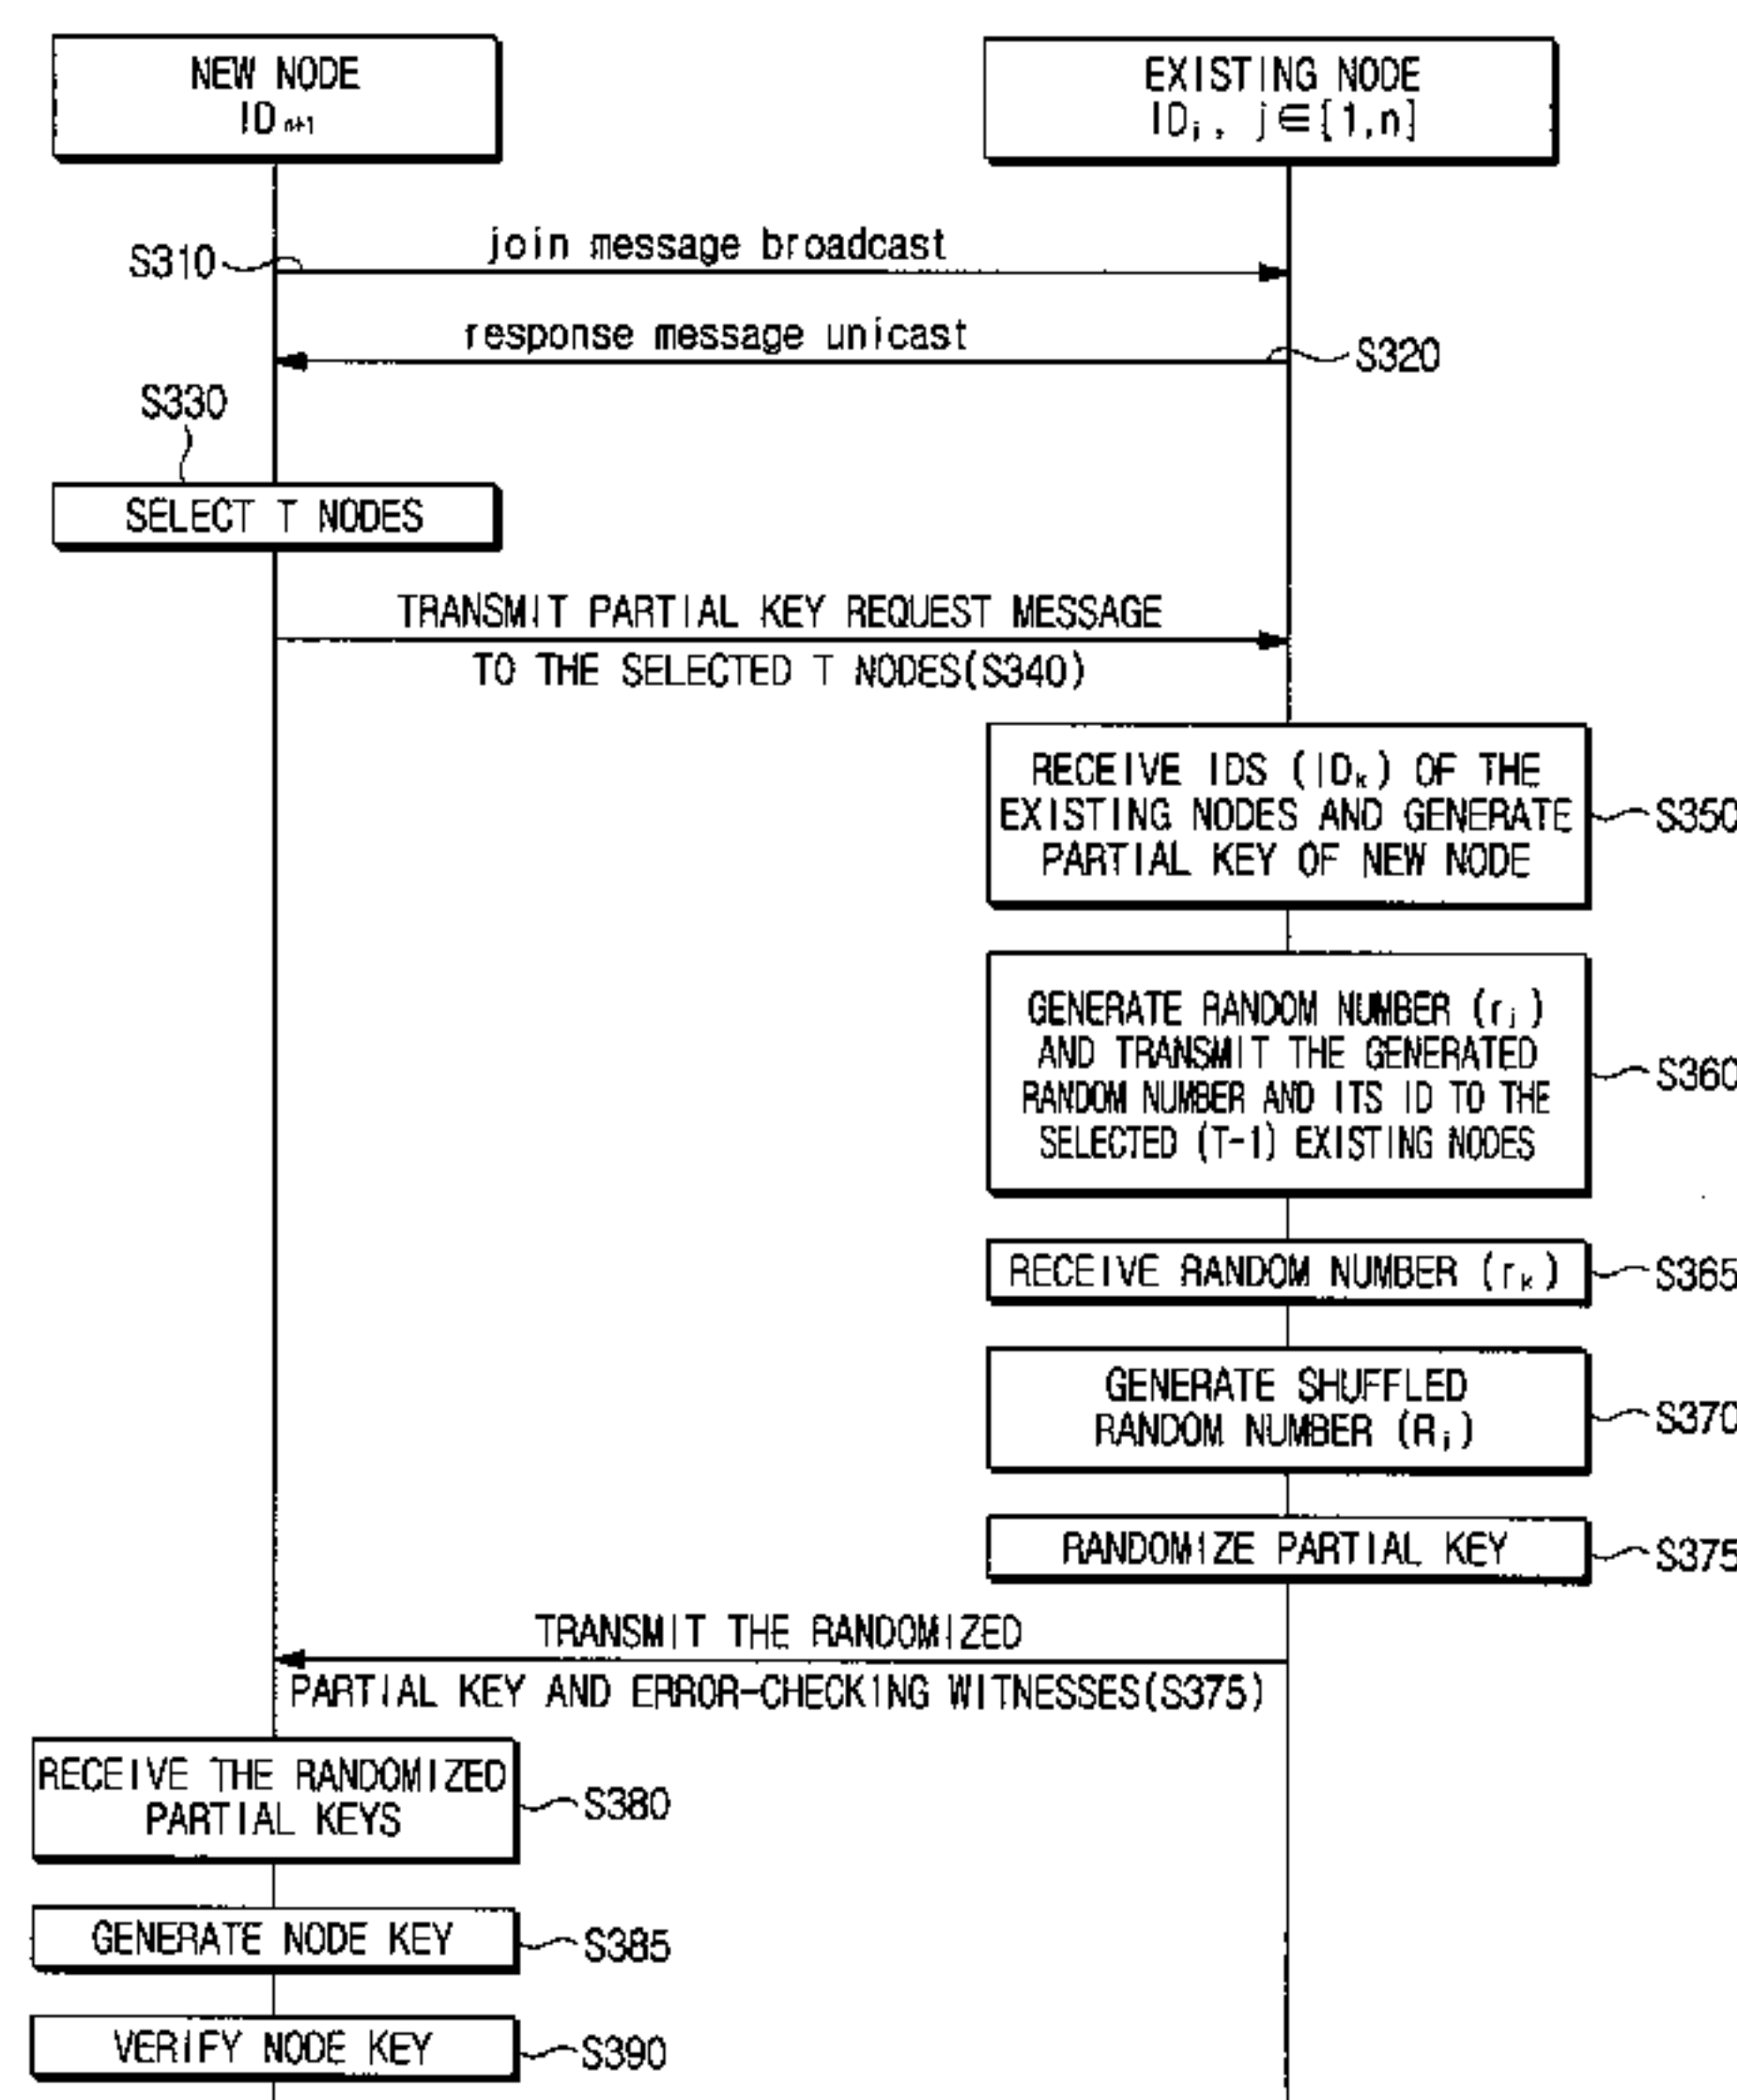 NEW NODE
IDn+1
EXISTING NODE
IDj, j∈[1,n]
join message broadcast
S310
response message unicast
S320
S330
SELECT T NODES
TRANSMIT PARTIAL KEY REQUEST MESSAGE
TO THE SELECTED T NODES(S340)
RECEIVE IDS (IDk) OF THE
EXISTING NODES AND GENERATE
PARTIAL KEY OF NEW NODE
S350
GENERATE RANDOM NUMBER (rj)
AND TRANSMIT THE GENERATED
RANDOM NUMBER AND ITS ID TO THE
SELECTED (T-1) EXISTING NODES
S360
RECEIVE RANDOM NUMBER (rk)
S365
GENERATE SHUFFLED
RANDOM NUMBER (Rj)
S370
RANDOMIZE PARTIAL KEY
S375
TRANSMIT THE RANDOMIZED
PARTIAL KEY AND ERROR-CHECKING WITNESSES(S375)
RECEIVE THE RANDOMIZED
PARTIAL KEYS
S380
GENERATE NODE KEY
S385
VERIFY NODE KEY
S390